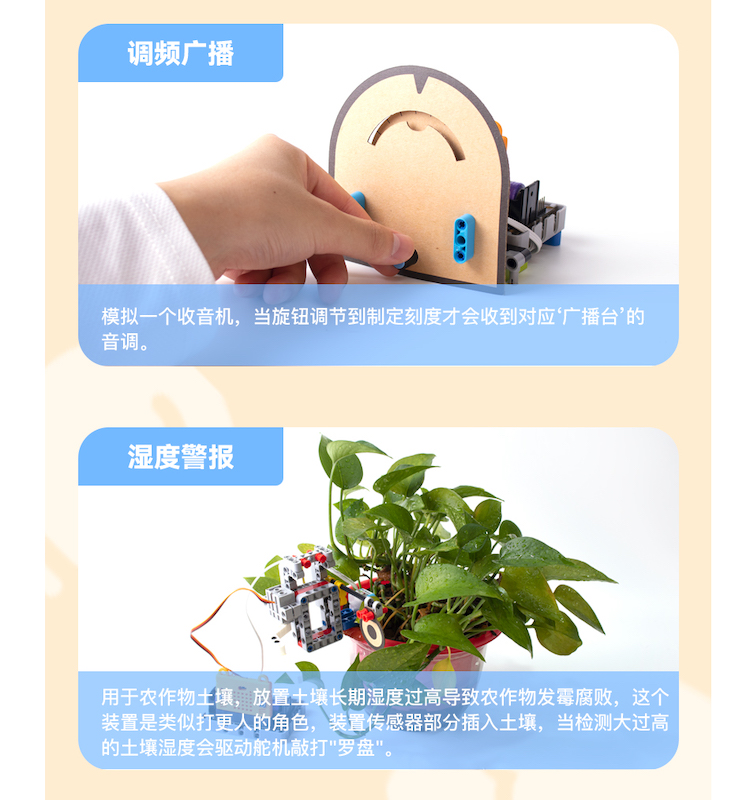 调频广播
模拟一个收音机，当旋钮调节到制定刻度才会收到对应‘广播台’的
音调。
湿度警报
用于农作物土壤，放置土壤长期湿度过高导致农作物发霉腐败，这个
装置是类似打更人的角色，装置传感器部分插入土壤，当检测大过高
的土壤湿度会驱动舵机敲打"罗盘"。